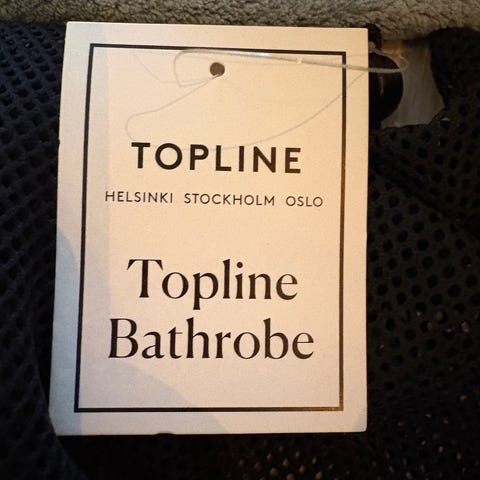 TOPLINE
HELSINKI STOCKHOLM OSLO
Topline
Bathrobe